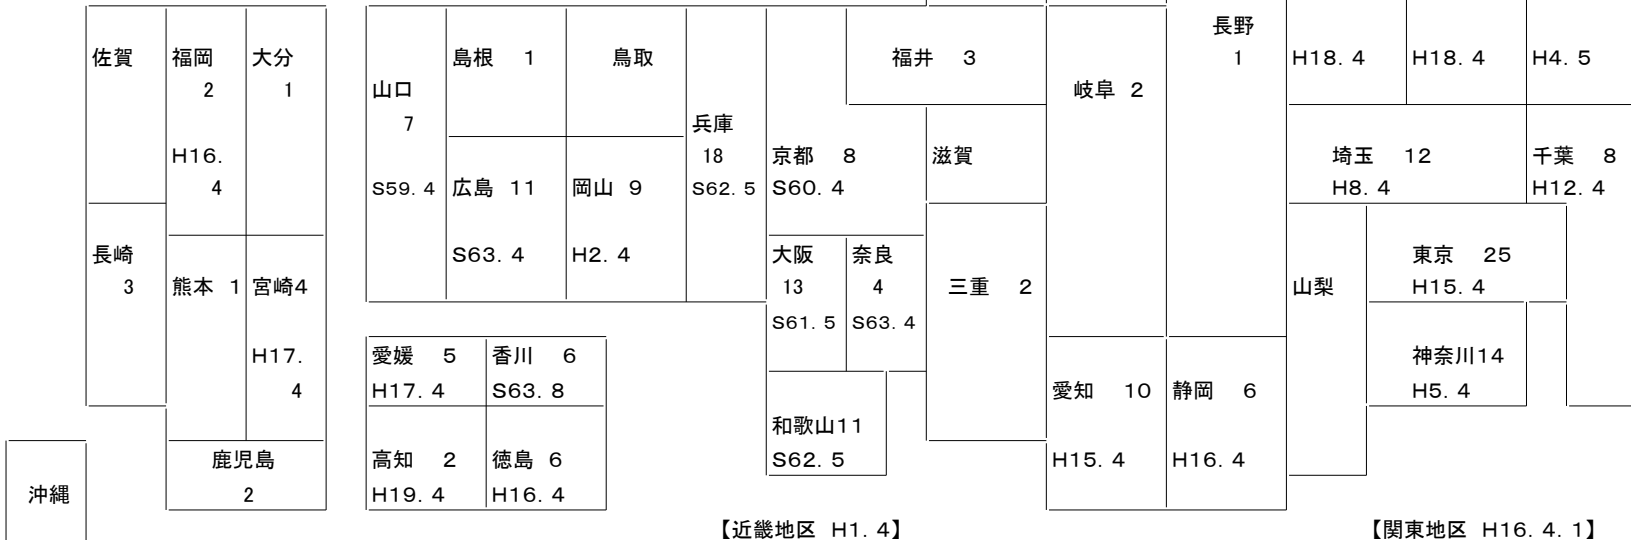 長野
佐賀 福岡 大分 島根 1 鳥取 福井 3 1 H18.4 H18.4 H4.5
2 1 山口 岐阜 2
7 兵庫
H16. 18 京都 8 滋賀 埼玉 12 千葉 8
4 S59.4 広島 11 岡山 9 S62.5 S60.4 H8.4 H12.4
長崎 S63.4 H2.4 大阪 奈良 東京 25
3 熊本 1 宮崎4 13 4 三重 2 山梨 H15.4
S61.5 S63.4
H17. 愛媛 5 香川 6 神奈川14
4 H17.4 S63.8 愛知 10 静岡 6 H5.4
和歌山11
鹿児島 高知 2 徳島 6 S62.5 H15.4 H16.4
沖縄 2 H19.4 H16.4
【近畿地区 H1.4】 【関東地区 H16.4.1】